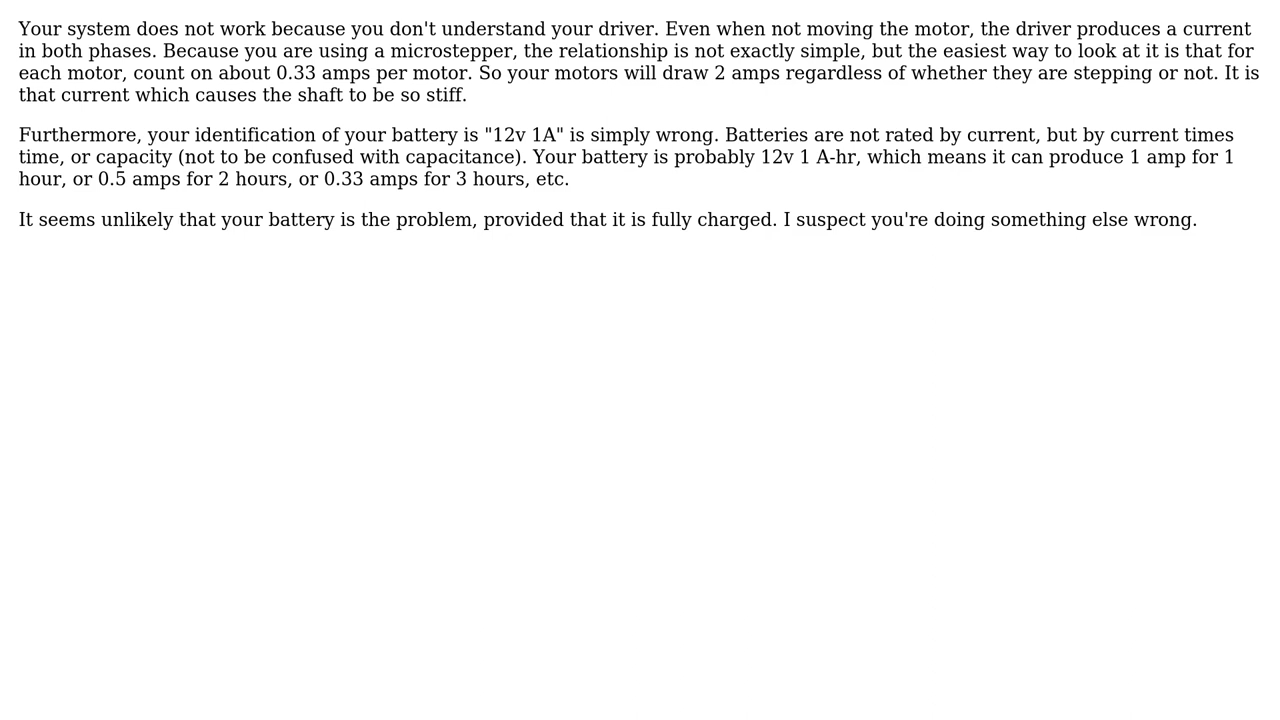 Your system does not work because you don't understand your driver. Even when not moving the motor, the driver produces a current
in both phases. Because you are using a microstepper, the relationship is not exactly simple, but the easiest way to look at it is that for
each motor, count on about 0.33 amps per motor. So your motors will draw 2 amps regardless of whether they are stepping or not. It is
that current which causes the shaft to be so stiff.
Furthermore, your identification of your battery is "12v 1A" is simply wrong. Batteries are not rated by current, but by current times
time, or capacity (not to be confused with capacitance). Your battery is probably 12v 1 A-hr, which means it can produce 1 amp for 1
hour, or 0.5 amps for 2 hours, or 0.33 amps for 3 hours, etc.
It seems unlikely that your battery is the problem, provided that it is fully charged. I suspect you're doing something else wrong.